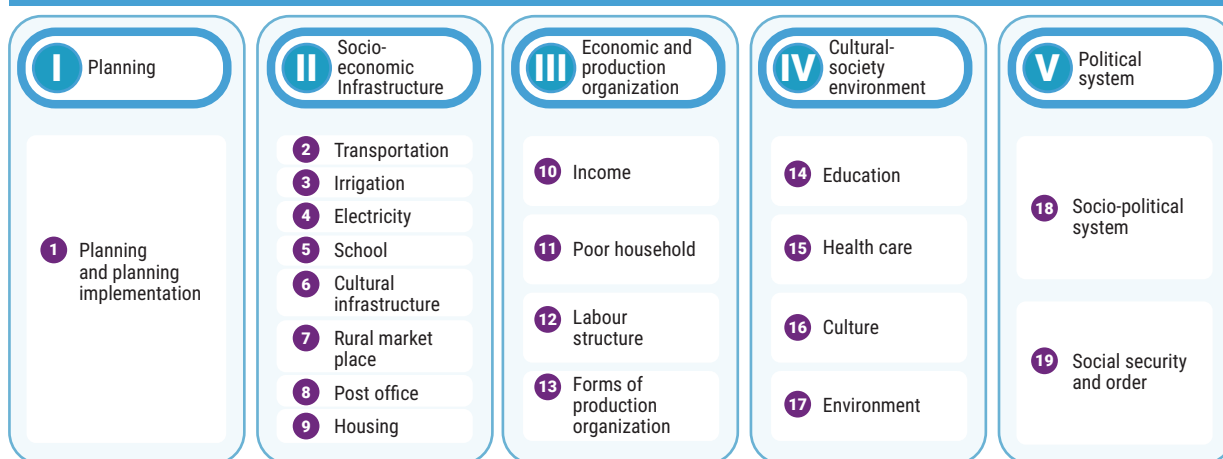 I
Planning
1
Planning
and planning
implementation
II
Socio-
economic
Infrastructure
2 Transportation
3 Irrigation
4 Electricity
5 School
6 Cultural
infrastructure
7 Rural market
place
8 Post office
9 Housing
III
Economic and
production
organization
10 Income
11 Poor household
12 Labour
structure
13 Forms of
production
organization
IV
Cultural-
society
environment
14 Education
15 Health care
16 Culture
17 Environment
V
Political
system
18 Socio-political
system
19 Social security
and order